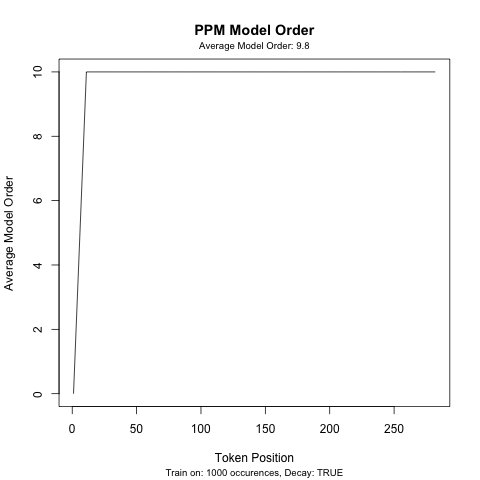 PPM Model Order
Average Model Order: 9.8
Average Model Order
10
8
6
4
2
0
0 50 100 150 200 250
Token Position
Train on: 1000 occurences, Decay: TRUE